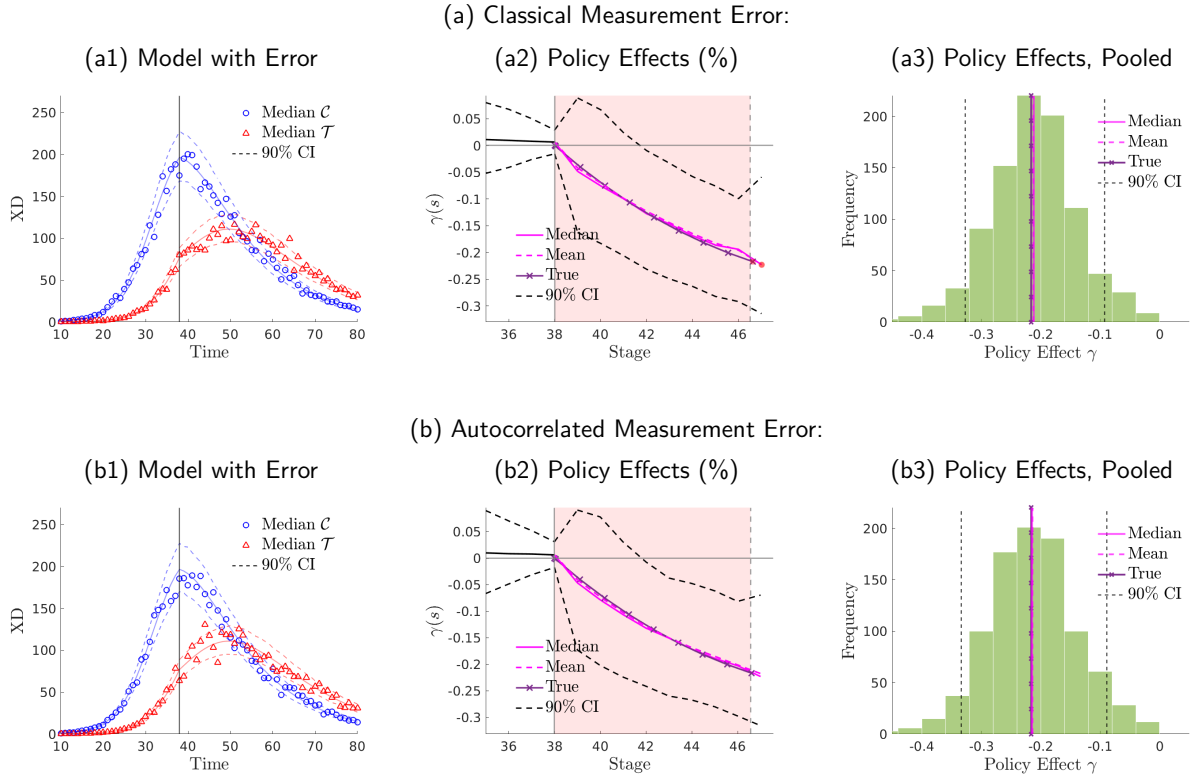 (a) Classical Measurement Error:
(a1) Model with Error
(a2) Policy Effects (%)
(a3) Policy Effects, Pooled
250
200
150
100
50
0
10 20 30 40 50 60 70 80
XD
Time
Median 𝒞
Median 𝒯
90% CI
0.05
0
-0.05
-0.1
-0.15
-0.2
-0.25
-0.3
36 38 40 42 44 46
γ(s)
Stage
Median
Mean
True
90% CI
200
150
100
50
0
-0.4 -0.3 -0.2 -0.1 0
Frequency
Policy Effect γ
Median
Mean
True
90% CI
(b) Autocorrelated Measurement Error:
(b1) Model with Error
(b2) Policy Effects (%)
(b3) Policy Effects, Pooled
250
200
150
100
50
0
10 20 30 40 50 60 70 80
XD
Time
Median 𝒞
Median 𝒯
90% CI
0.05
0
-0.05
-0.1
-0.15
-0.2
-0.25
-0.3
36 38 40 42 44 46
γ(s)
Stage
Median
Mean
True
90% CI
200
150
100
50
0
-0.4 -0.3 -0.2 -0.1 0
Frequency
Policy Effect γ
Median
Mean
True
90% CI